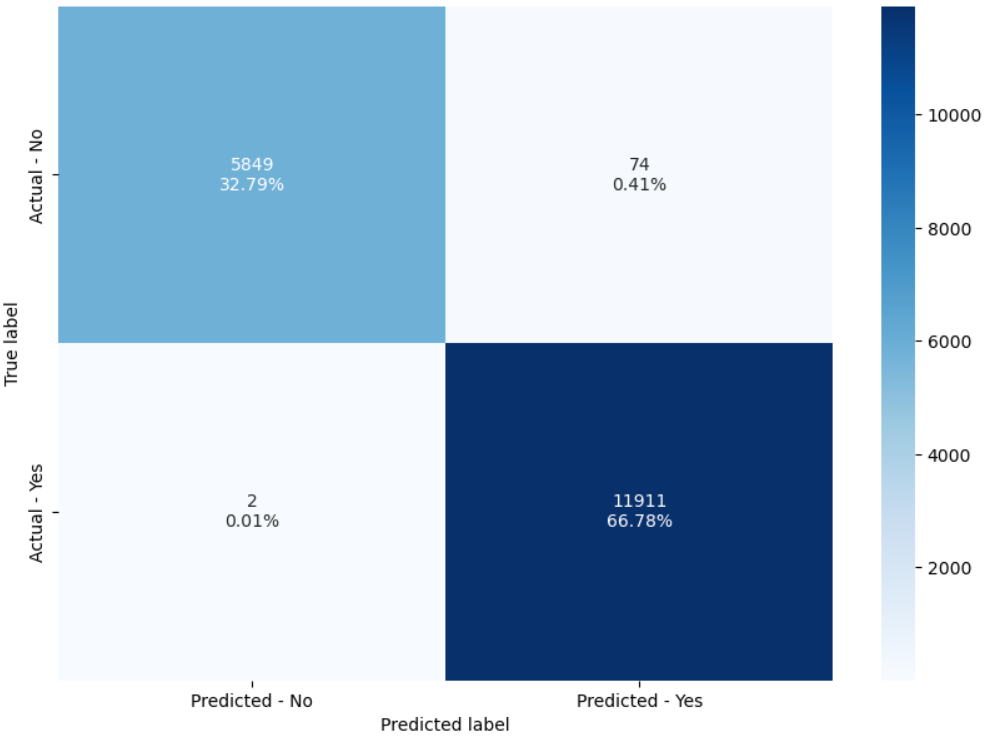 Actual - No
5849
32.79%
74
0.41%
10000
8000
6000
4000
2000
True label
Actual - Yes
2
0.01%
11911
66.78%
Predicted - No
Predicted - Yes
Predicted label